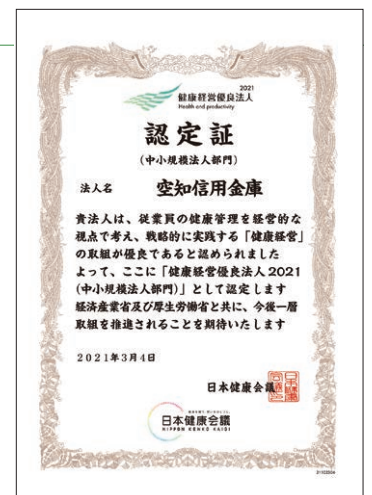 2021
健康経営優良法人
Health and productivity
認定証
(中小規模法人部門)
法人名 空知信用金庫
貴法人は、従業員の健康管理を経営的な
視点で考え、戦略的に実践する「健康経営」
の取組が優良であると認められました
よって、ここに「健康経営優良法人2021
(中小規模法人部門)」として認定します
経済産業省及び厚生労働省と共に、今後一層
取組を推進されることを期待いたします
2021年3月4日
日本健康会議
日本健康会議
NIPPON KENKO KAIGI